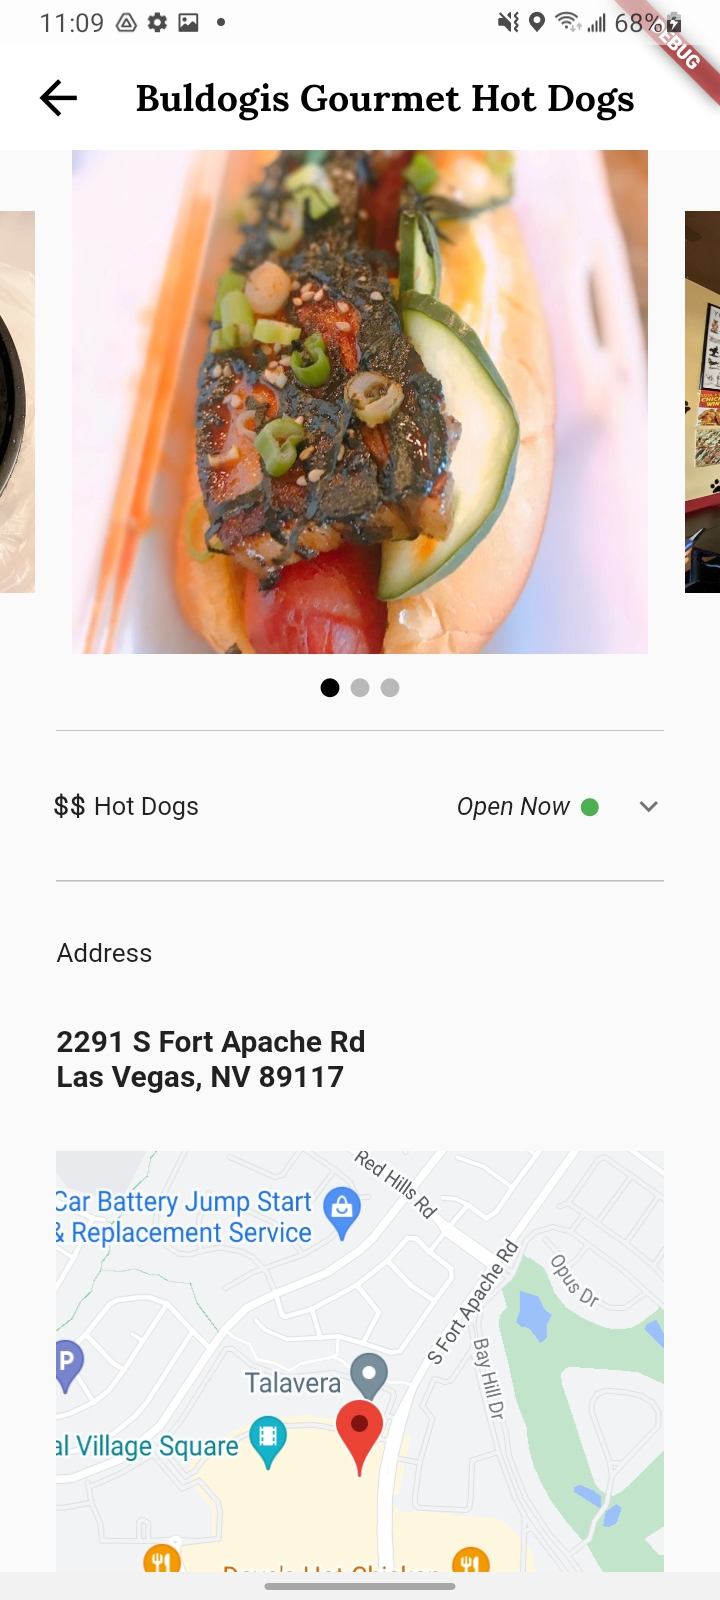 11:09
68%
DEBUG
Buldogis Gourmet Hot Dogs
$$ Hot Dogs
Open Now
Address
2291 S Fort Apache Rd
Las Vegas, NV 89117
Red Hills Rd
Car Battery Jump Start
& Replacement Service
S Fort Apache Rd
Opus Dr
Bay Hill Dr
P
Talavera
al Village Square